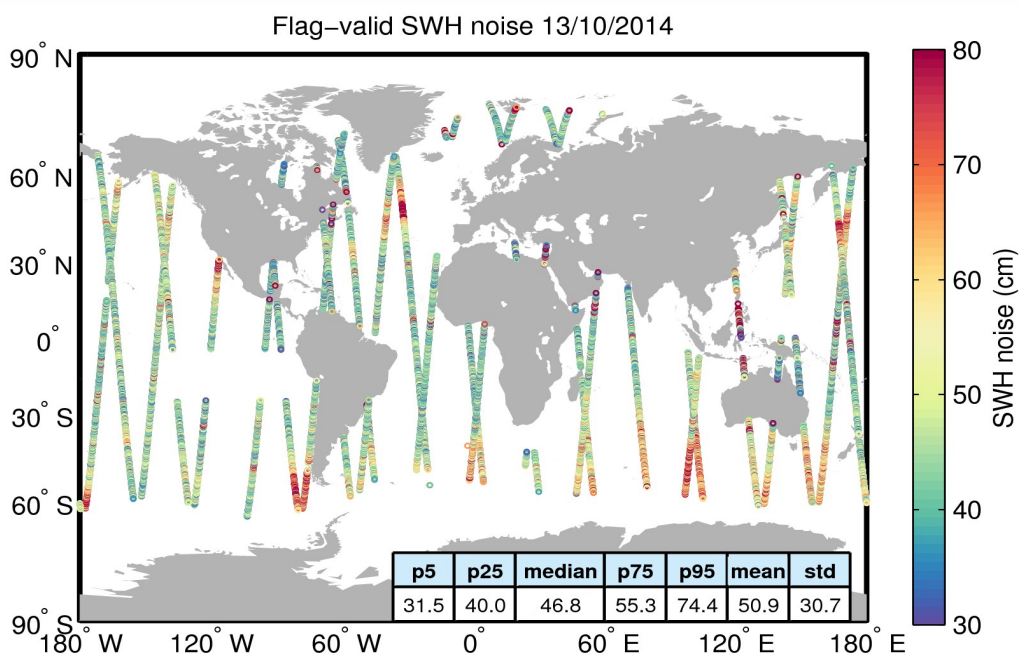 Flag−valid SWH noise 13/10/2014
90° N
60° N
30° N
0°
30° S
60° S
90° S
180° W
120° W
60° W
0°
60° E
120° E
180° E
80
70
60
50
40
30
SWH noise (cm)
p5 p25 median p75 p95 mean std
31.5 40.0 46.8 55.3 74.4 50.9 30.7